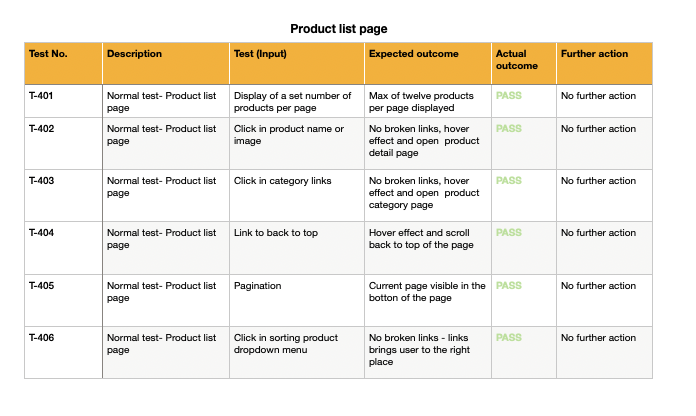 Product list page
Test No. Description Test (Input) Expected outcome Actual outcome Further action
T-401 Normal test- Product list page Display of a set number of products per page Max of twelve products per page displayed PASS No further action
T-402 Normal test- Product list page Click in product name or image No broken links, hover effect and open product detail page PASS No further action
T-403 Normal test- Product list page Click in category links No broken links, hover effect and open product category page PASS No further action
T-404 Normal test- Product list page Link to back to top Hover effect and scroll back to top of the page PASS No further action
T-405 Normal test- Product list page Pagination Current page visible in the botton of the page PASS No further action
T-406 Normal test- Product list page Click in sorting product dropdown menu No broken links - links brings user to the right place PASS No further action